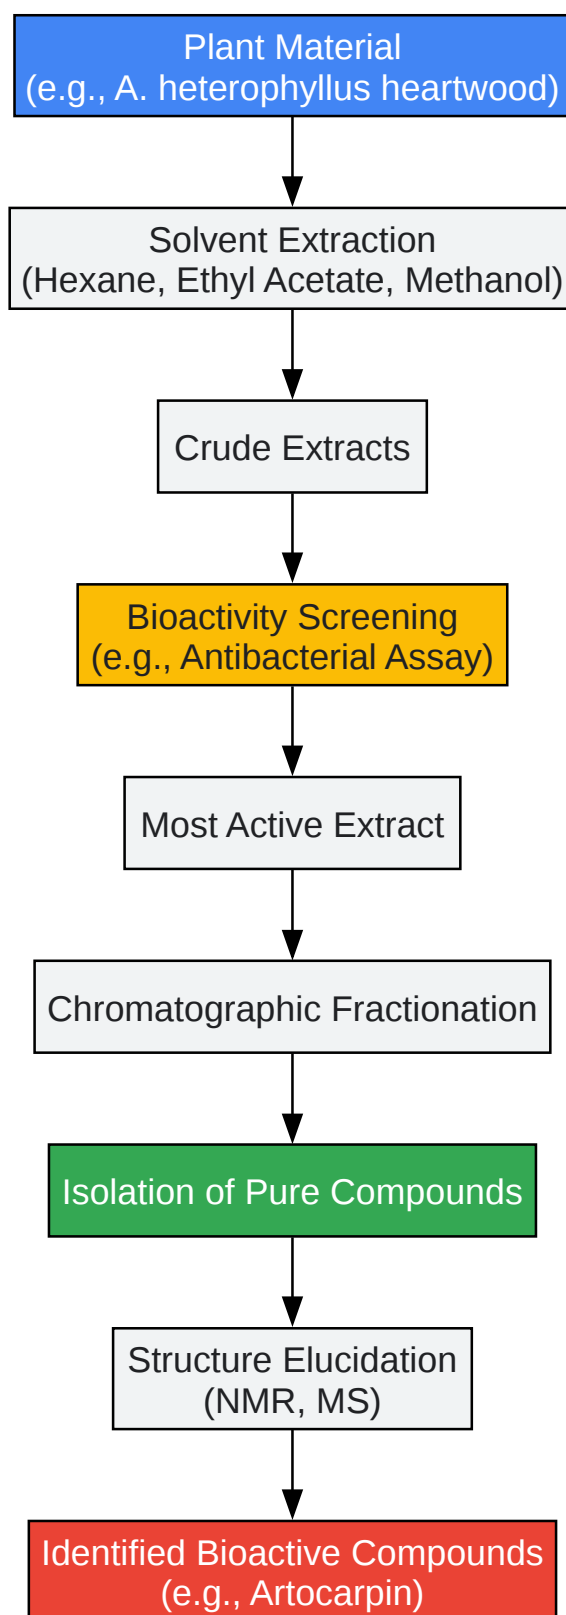 Plant Material
(e.g., A. heterophyllus heartwood)
Solvent Extraction
(Hexane, Ethyl Acetate, Methanol)
Crude Extracts
Bioactivity Screening
(e.g., Antibacterial Assay)
Most Active Extract
Chromatographic Fractionation
Isolation of Pure Compounds
Structure Elucidation
(NMR, MS)
Identified Bioactive Compounds
(e.g., Artocarpin)